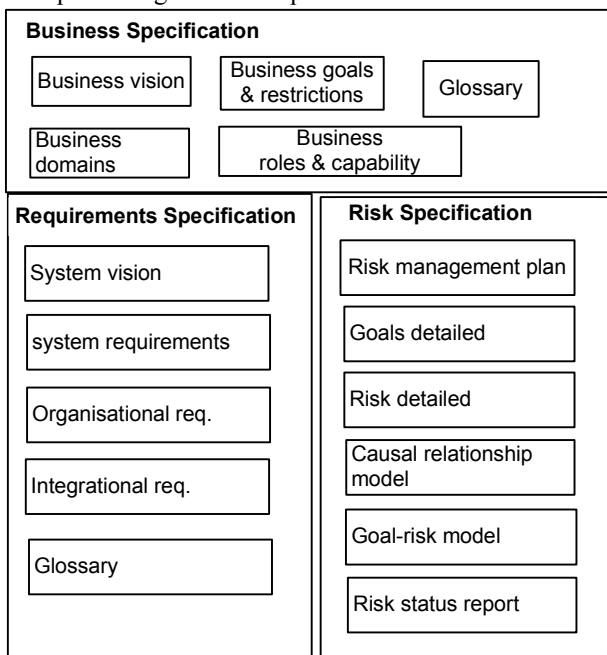 Business Specification
Business vision
Business goals
& restrictions
Glossary
Business
domains
Business
roles & capability
Requirements Specification
System vision
system requirements
Organisational req.
Integrational req.
Glossary
Risk Specification
Risk management plan
Goals detailed
Risk detailed
Causal relationship
model
Goal-risk model
Risk status report